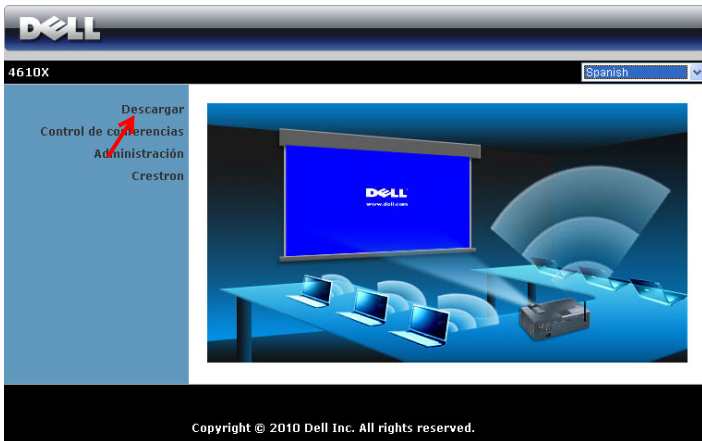 DELL
4610X
Spanish
Descargar
Control de conferencias
Administración
Crestron
DELL
www.dell.com
Copyright © 2010 Dell Inc. All rights reserved.